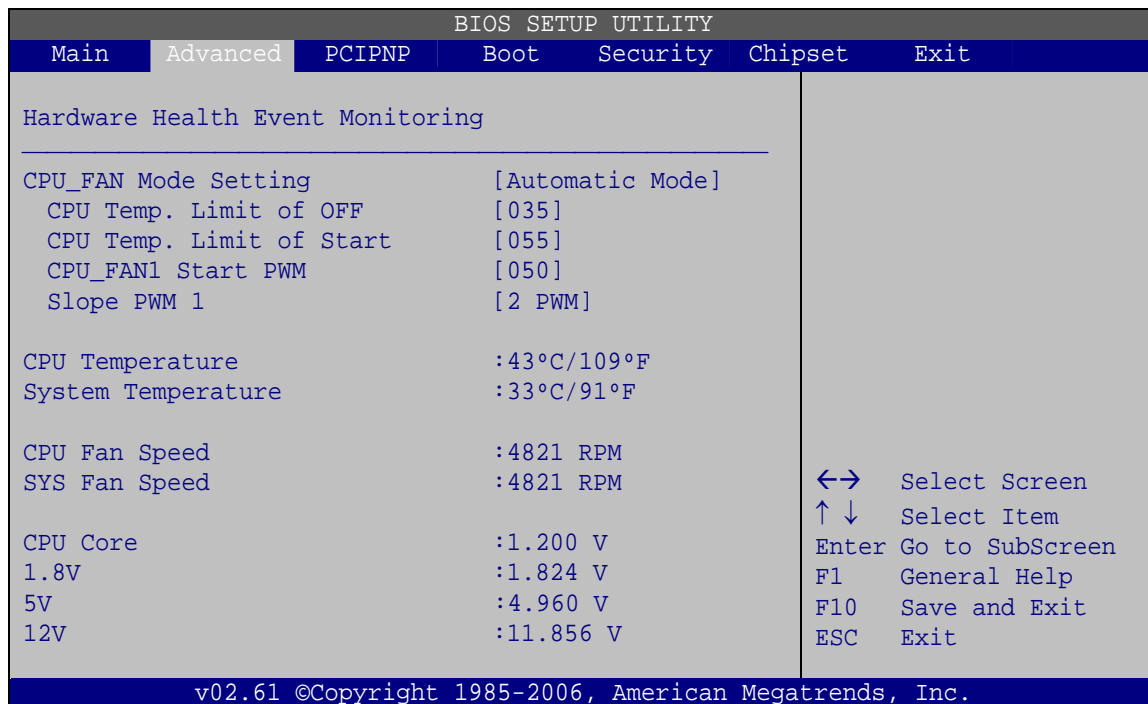 BIOS SETUP UTILITY
Main Advanced PCIPNP Boot Security Chipset Exit
Hardware Health Event Monitoring
CPU_FAN Mode Setting [Automatic Mode]
CPU Temp. Limit of OFF [035]
CPU Temp. Limit of Start [055]
CPU_FAN1 Start PWM [050]
Slope PWM 1 [2 PWM]
CPU Temperature :43ºC/109ºF
System Temperature :33ºC/91ºF
CPU Fan Speed :4821 RPM
SYS Fan Speed :4821 RPM
CPU Core :1.200 V
1.8V :1.824 V
5V :4.960 V
12V :11.856 V
←→ Select Screen
↑ ↓ Select Item
Enter Go to SubScreen
F1 General Help
F10 Save and Exit
ESC Exit
v02.61 ©Copyright 1985-2006, American Megatrends, Inc.